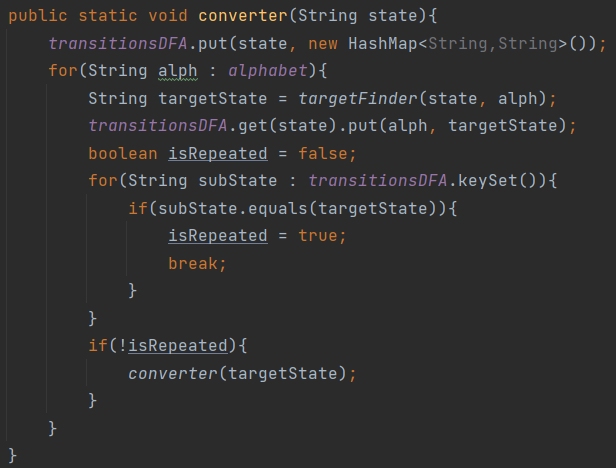 public static void converter(String state){
    transitionsDFA.put(state, new HashMap<String,String>());
    for(String alph : alphabet){
        String targetState = targetFinder(state, alph);
        transitionsDFA.get(state).put(alph, targetState);
        boolean isRepeated = false;
        for(String subState : transitionsDFA.keySet()){
            if(subState.equals(targetState)){
                isRepeated = true;
                break;
            }
        }
        if(!isRepeated){
            converter(targetState);
        }
    }
}